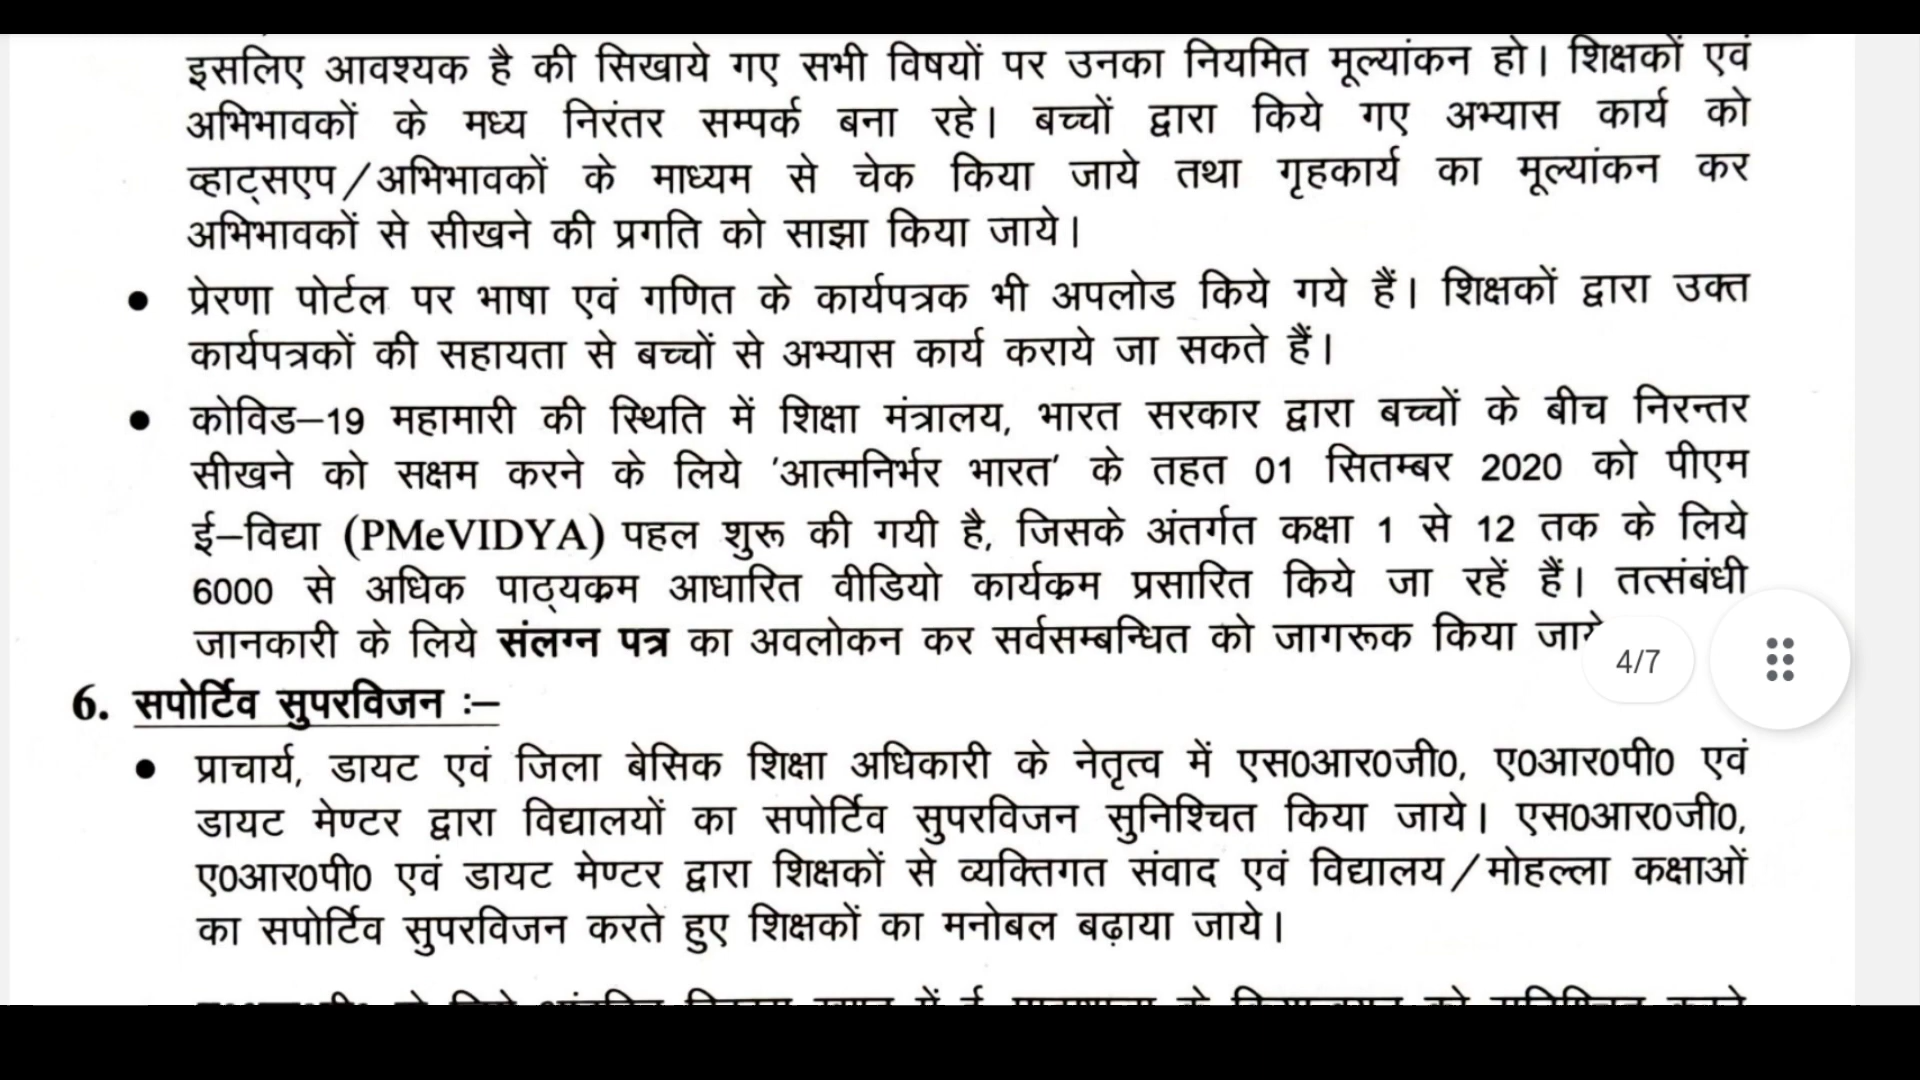 इसलिए आवश्यक है की सिखाये गए सभी विषयों पर उनका नियमित मूल्यांकन हो। शिक्षकों एवं
अभिभावकों के मध्य निरंतर सम्पर्क बना रहे। बच्चों द्वारा किये गए अभ्यास कार्य को
व्हाट्सएप/अभिभावकों के माध्यम से चेक किया जाये तथा गृहकार्य का मूल्यांकन कर
अभिभावकों से सीखने की प्रगति को साझा किया जाये।
● प्रेरणा पोर्टल पर भाषा एवं गणित के कार्यपत्रक भी अपलोड किये गये हैं। शिक्षकों द्वारा उक्त
कार्यपत्रकों की सहायता से बच्चों से अभ्यास कार्य कराये जा सकते हैं।
● कोविड–19 महामारी की स्थिति में शिक्षा मंत्रालय, भारत सरकार द्वारा बच्चों के बीच निरन्तर
सीखने को सक्षम करने के लिये 'आत्मनिर्भर भारत' के तहत 01 सितम्बर 2020 को पीएम
ई–विद्या (PMeVIDYA) पहल शुरू की गयी है, जिसके अंतर्गत कक्षा 1 से 12 तक के लिये
6000 से अधिक पाठ्यक्रम आधारित वीडियो कार्यक्रम प्रसारित किये जा रहें हैं। तत्संबंधी
जानकारी के लिये संलग्न पत्र का अवलोकन कर सर्वसम्बन्धित को जागरूक किया जाये
4/7
6. सपोर्टिव सुपरविजन :–
● प्राचार्य, डायट एवं जिला बेसिक शिक्षा अधिकारी के नेतृत्व में एस0आर0जी0, ए0आर0पी0 एवं
डायट मेण्टर द्वारा विद्यालयों का सपोर्टिव सुपरविजन सुनिश्चित किया जाये। एस0आर0जी0,
ए0आर0पी0 एवं डायट मेण्टर द्वारा शिक्षकों से व्यक्तिगत संवाद एवं विद्यालय/मोहल्ला कक्षाओं
का सपोर्टिव सुपरविजन करते हुए शिक्षकों का मनोबल बढ़ाया जाये।